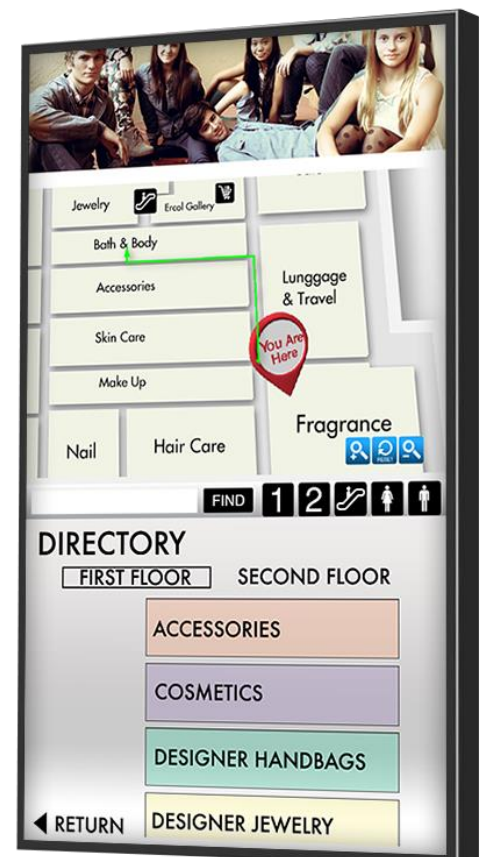 Jewelry
Ercol Gallery
Bath & Body
Accessories
Lunggage
& Travel
Skin Care
You Are
Here
Make Up
Fragrance
Nail
Hair Care
RESET
FIND 1 2
DIRECTORY
FIRST FLOOR SECOND FLOOR
ACCESSORIES
COSMETICS
DESIGNER HANDBAGS
RETURN DESIGNER JEWELRY